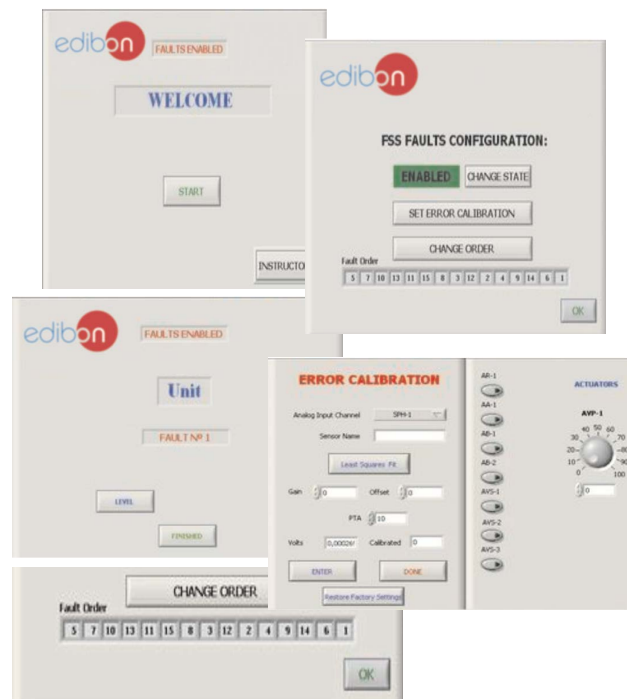 edibon
FAULTS ENABLED
WELCOME
START
INSTRUCTO
edibon
FSS FAULTS CONFIGURATION:
ENABLED CHANGE STATE
SET ERROR CALIBRATION
CHANGE ORDER
Fault Order
5 7 10 13 11 15 8 3 12 2 4 9 14 6 1
OK
edibon
FAULTS ENABLED
Unit
FAULT Nº 1
LEVEL
FINISHED
ERROR CALIBRATION
Analog Input Channel SPH-1
Sensor Name
Least Squares Fit
Gain 0 Offset 0
PTA 10
Volts 0,00026 Calibrated 0
ENTER DONE
Restore Factory Settings
AR-1
AA-1
AB-1
AB-2
AVS-1
AVS-2
AVS-3
ACTUATORS
AVP-1
0 10 20 30 40 50 60 70 80 90 100
0
CHANGE ORDER
Fault Order
5 7 10 13 11 15 8 3 12 2 4 9 14 6 1
OK